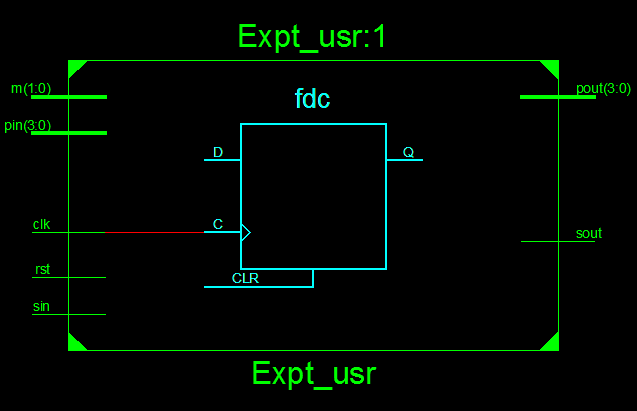 Expt_usr:1
m(1:0)
pin(3:0)
clk
rst
sin
fdc
D
C
CLR
Q
pout(3:0)
sout
Expt_usr